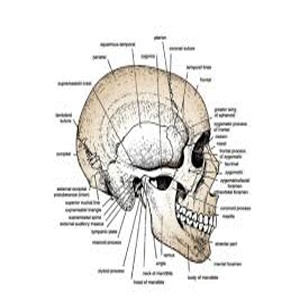 pterion
squamous temporal
coronal suture
parietal
zygoma
temporal lines
supramastoid crest
frontal
greater wing
of sphenoid
lambdoid
suture
zygomatic process
of frontal
nasion
nasal
occiput
frontal process
of zygomatic
lacrimal
zygomatic
zygomaticofacial
foramen
infraorbital foramen
external occipital
protuberance (inion)
superior nuchal line
suprameatal triangle
suprameatal spine
external auditory meatus
tympanic plate
mastoid process
coronoid process
maxilla
alveolar part
mental foramen
ramus
angle
body of mandible
styloid process
neck of mandible
head of mandible